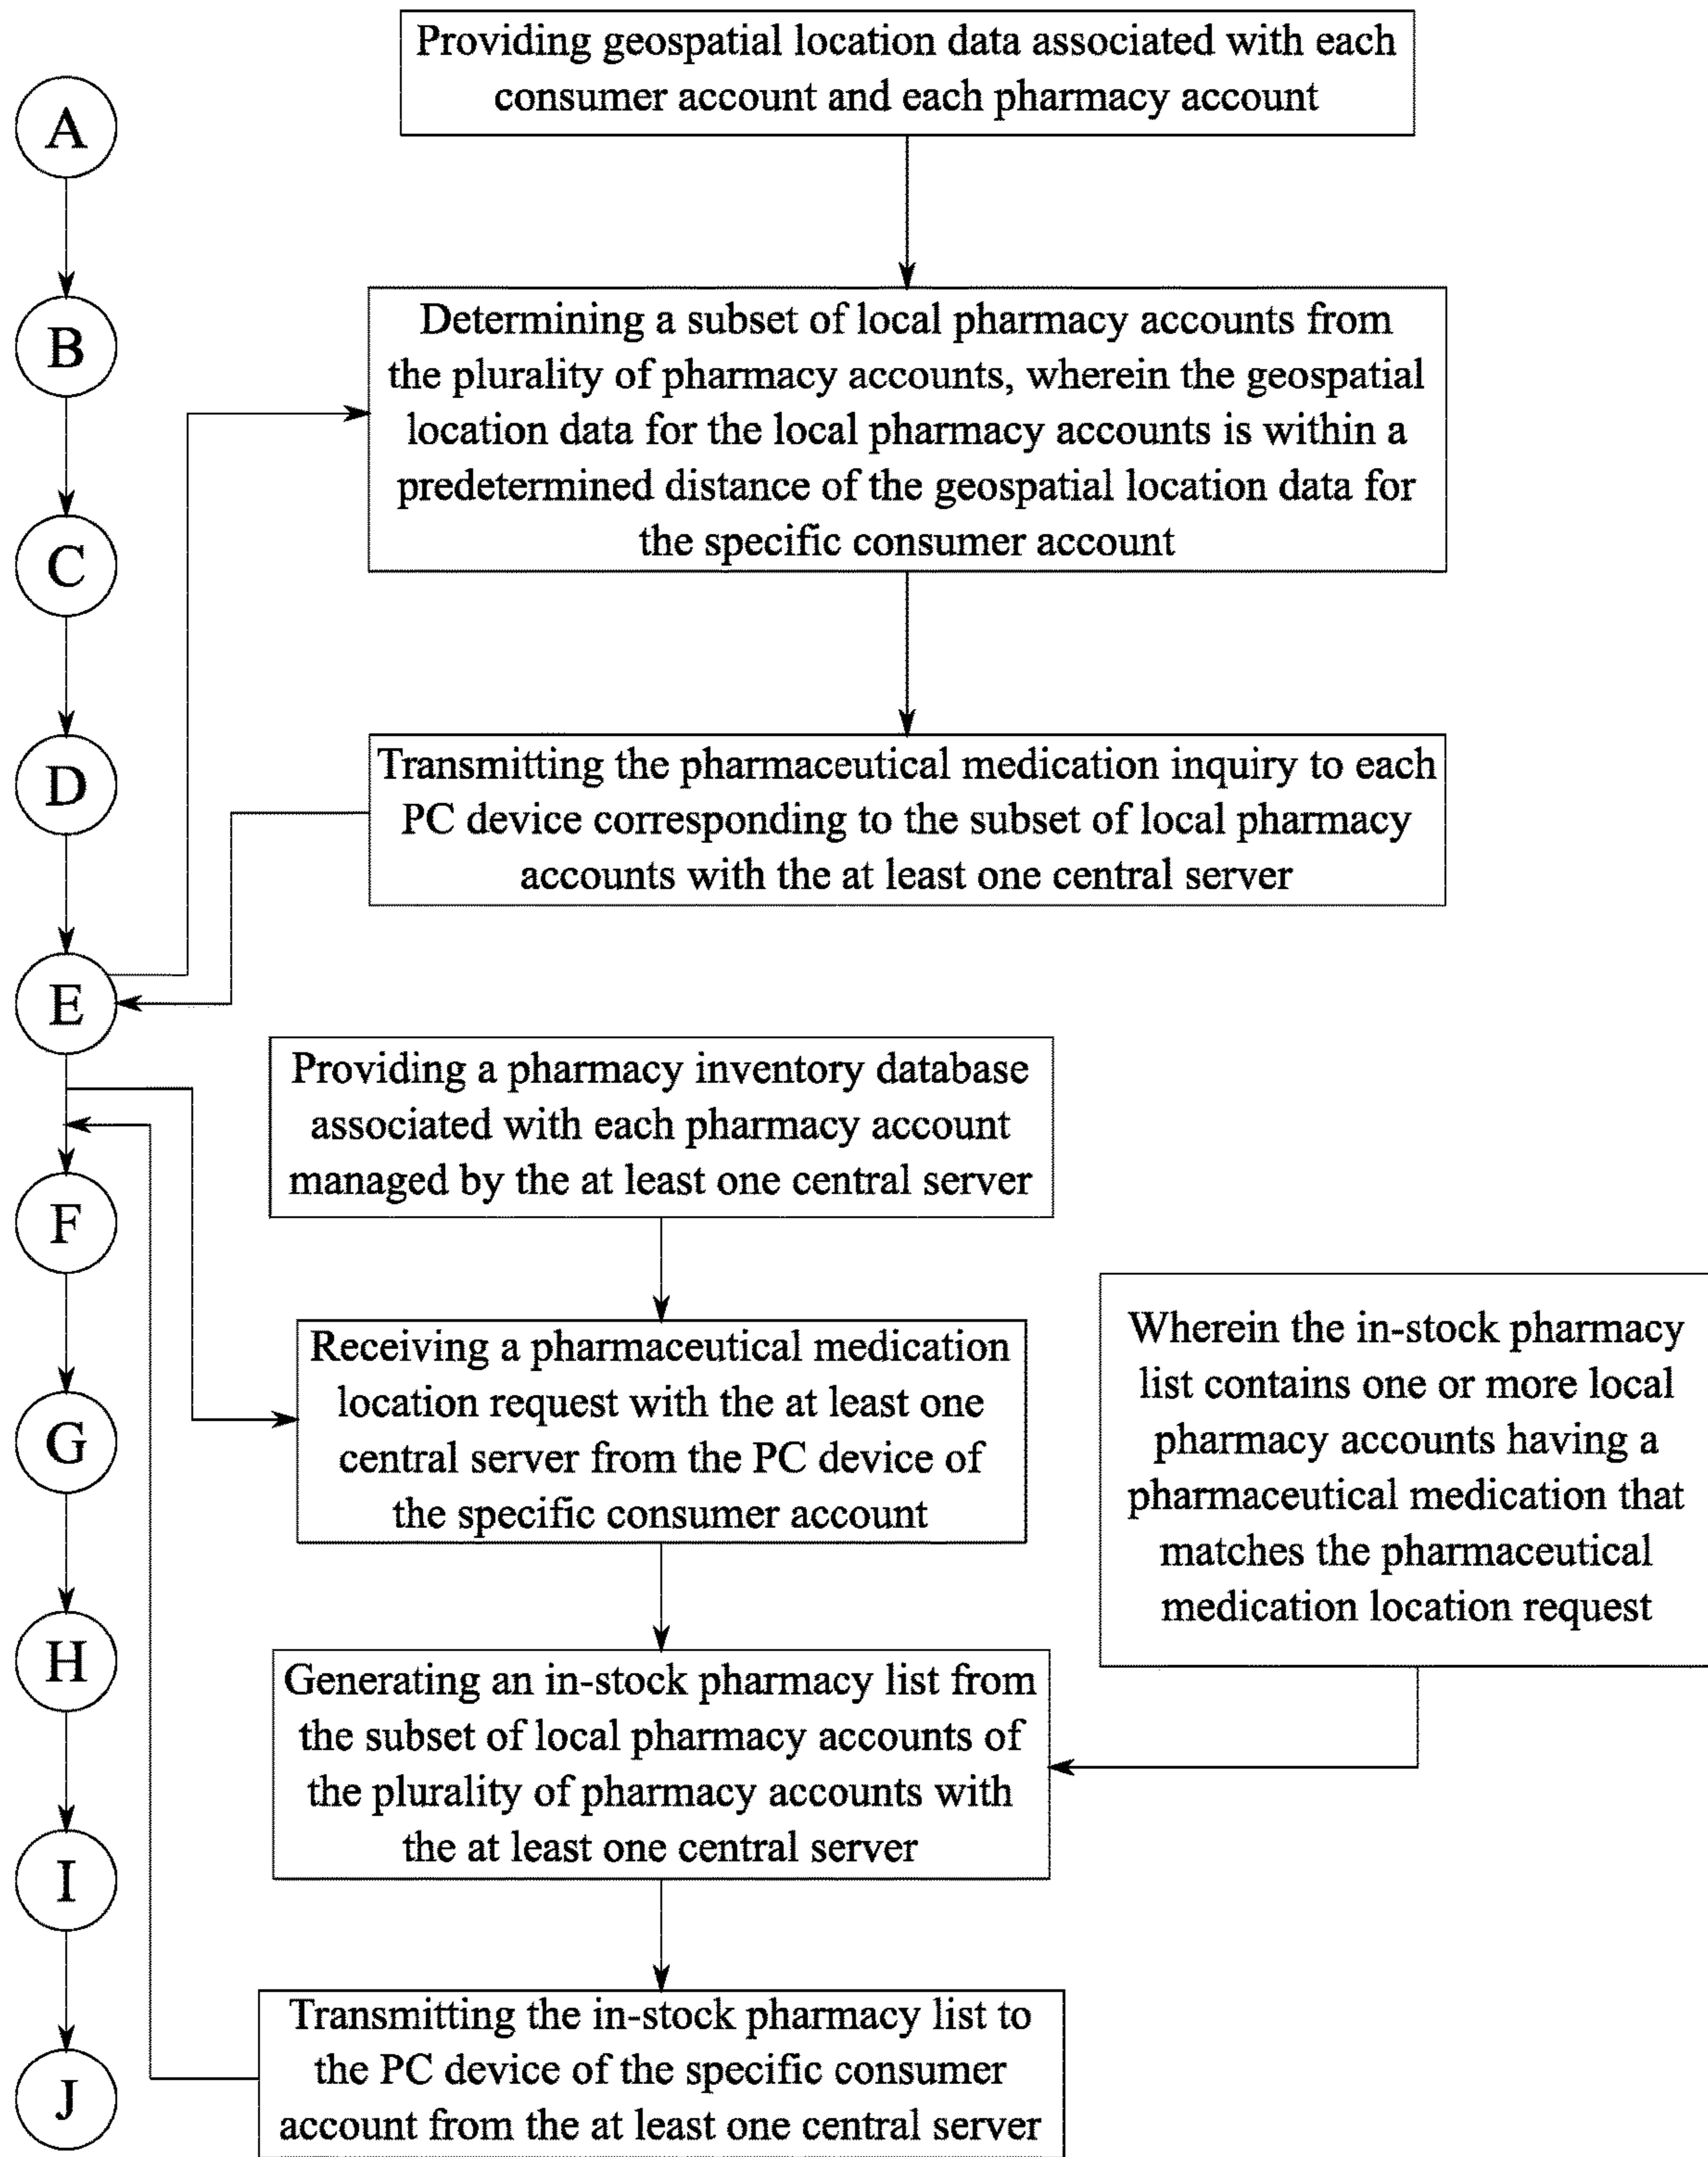 A
B
C
D
E
F
G
H
I
J
Providing geospatial location data associated with each
consumer account and each pharmacy account
Determining a subset of local pharmacy accounts from
the plurality of pharmacy accounts, wherein the geospatial
location data for the local pharmacy accounts is within a
predetermined distance of the geospatial location data for
the specific consumer account
Transmitting the pharmaceutical medication inquiry to each
PC device corresponding to the subset of local pharmacy
accounts with the at least one central server
Providing a pharmacy inventory database
associated with each pharmacy account
managed by the at least one central server
Receiving a pharmaceutical medication
location request with the at least one
central server from the PC device of
the specific consumer account
Wherein the in-stock pharmacy
list contains one or more local
pharmacy accounts having a
pharmaceutical medication that
matches the pharmaceutical
medication location request
Generating an in-stock pharmacy list from
the subset of local pharmacy accounts of
the plurality of pharmacy accounts with
the at least one central server
Transmitting the in-stock pharmacy list to
the PC device of the specific consumer
account from the at least one central server